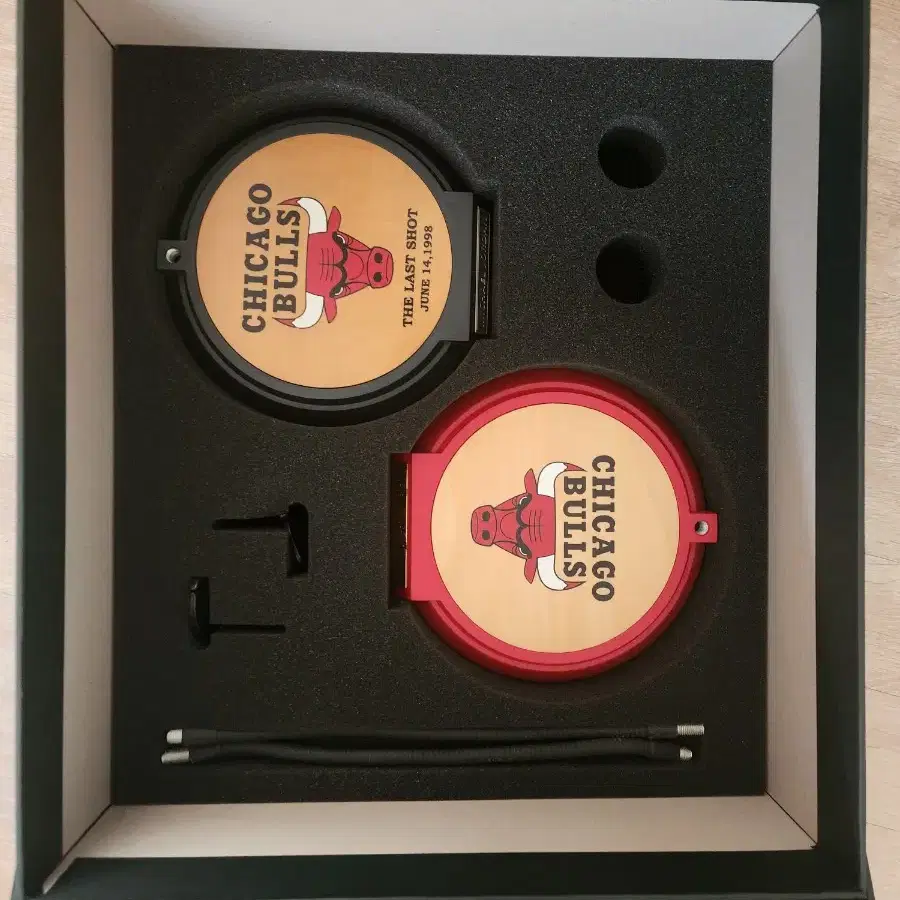 CHICAGO
BULLS
THE LAST SHOT
JUNE 14,1998
CHICAGO
BULLS